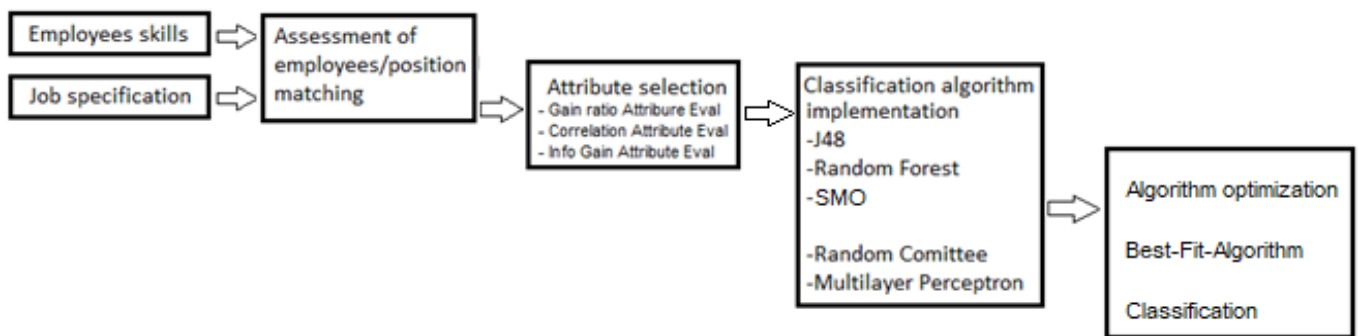 Employees skills
Job specification
Assessment of
employees/position
matching
Attribute selection
- Gain ratio Attribure Eval
- Correlation Attribute Eval
- Info Gain Attribute Eval
Classification algorithm
implementation
-J48
-Random Forest
-SMO
-Random Comittee
-Multilayer Perceptron
Algorithm optimization
Best-Fit-Algorithm
Classification